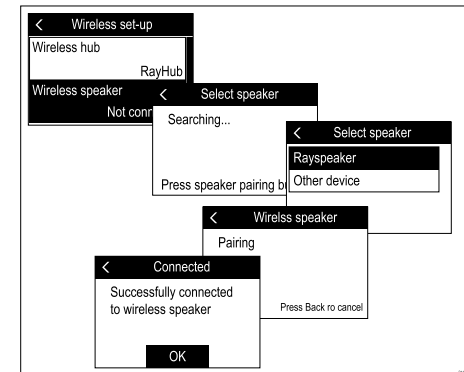 < Wireless set-up
Wireless hub
RayHub
Wireless speaker
Not conn
< Select speaker
Searching...
Press speaker pairing bu
< Select speaker
Rayspeaker
Other device
< Wirelss speaker
Pairing
Press Back ro cancel
< Connected
Successfully connected
to wireless speaker
OK